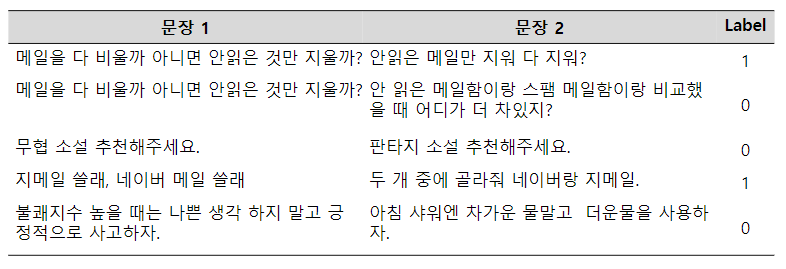 문장 1 문장 2 Label
메일을 다 비울까 아니면 안읽은 것만 지울까? 안읽은 메일만 지워 다 지워? 1
메일을 다 비울까 아니면 안읽은 것만 지울까? 안 읽은 메일함이랑 스팸 메일함이랑 비교했
을 때 어디가 더 차있지? 0
무협 소설 추천해주세요. 판타지 소설 추천해주세요. 0
지메일 쓸래, 네이버 메일 쓸래 두 개 중에 골라줘 네이버랑 지메일. 1
불쾌지수 높을 때는 나쁜 생각 하지 말고 긍
정적으로 사고하자. 아침 샤워엔 차가운 물말고 더운물을 사용하
자. 0